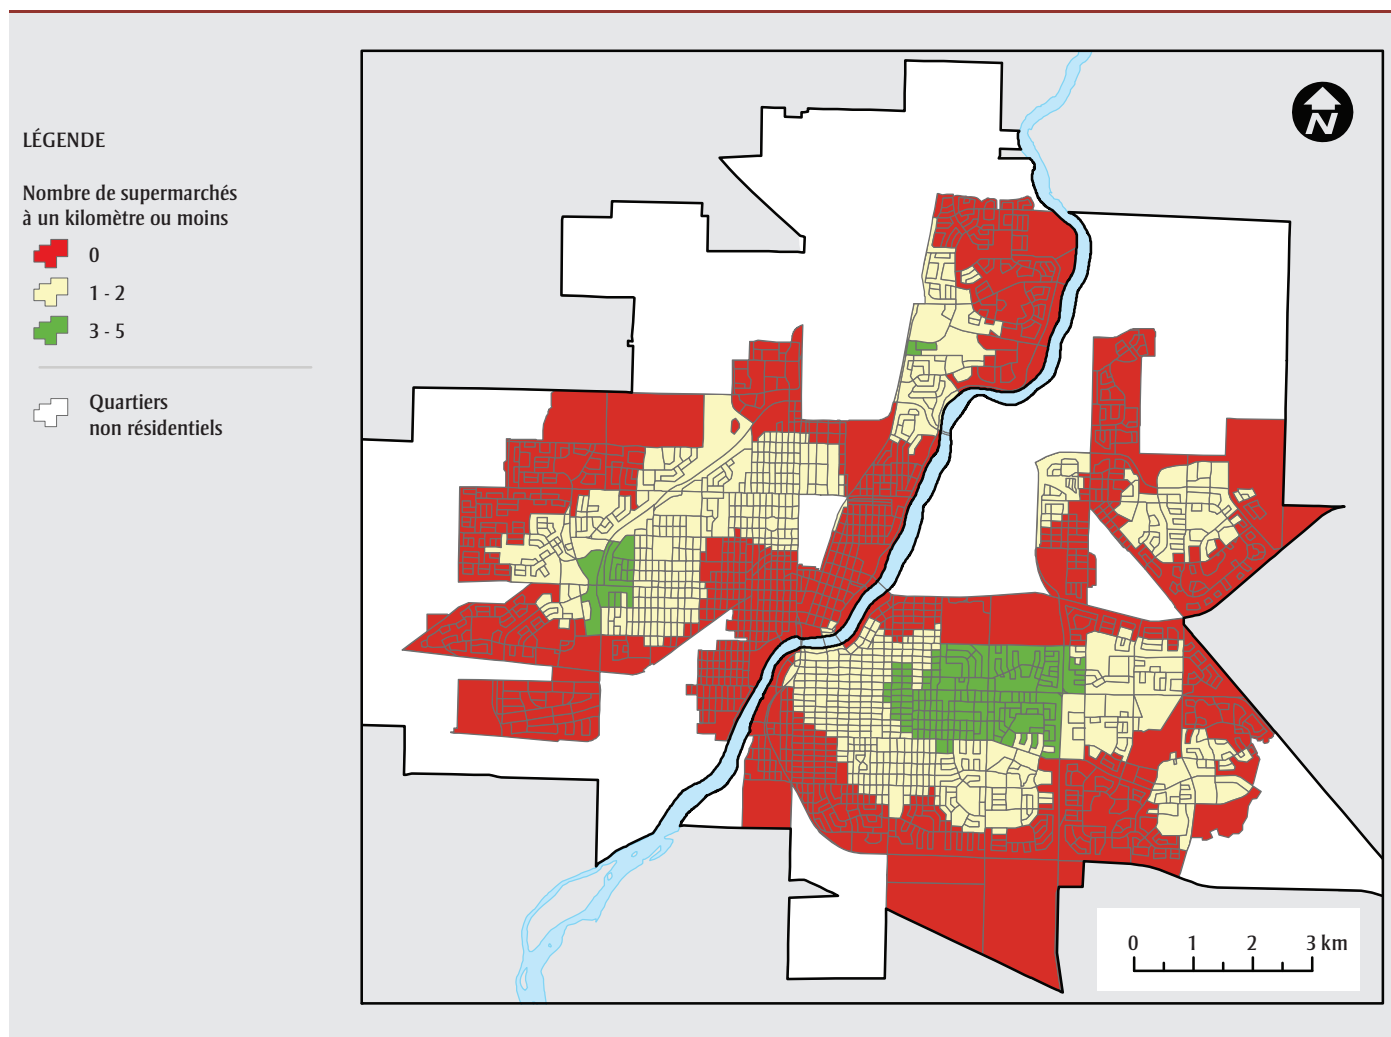 LÉGENDE
Nombre de supermarchés
à un kilomètre ou moins
0
1 - 2
3 - 5
Quartiers
non résidentiels
N
0 1 2 3 km